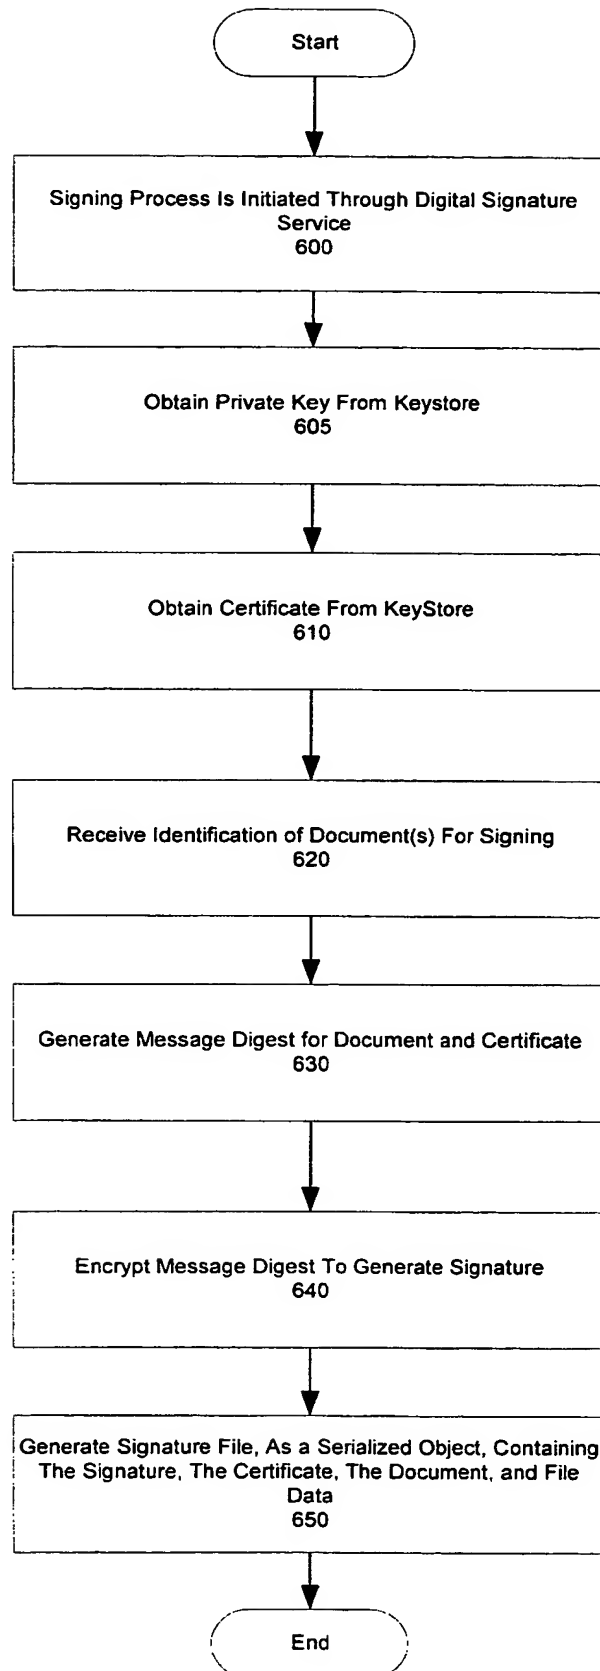 Start
Signing Process Is Initiated Through Digital Signature
Service
600
Obtain Private Key From Keystore
605
Obtain Certificate From KeyStore
610
Receive Identification of Document(s) For Signing
620
Generate Message Digest for Document and Certificate
630
Encrypt Message Digest To Generate Signature
640
Generate Signature File, As a Serialized Object, Containing
The Signature, The Certificate, The Document, and File
Data
650
End